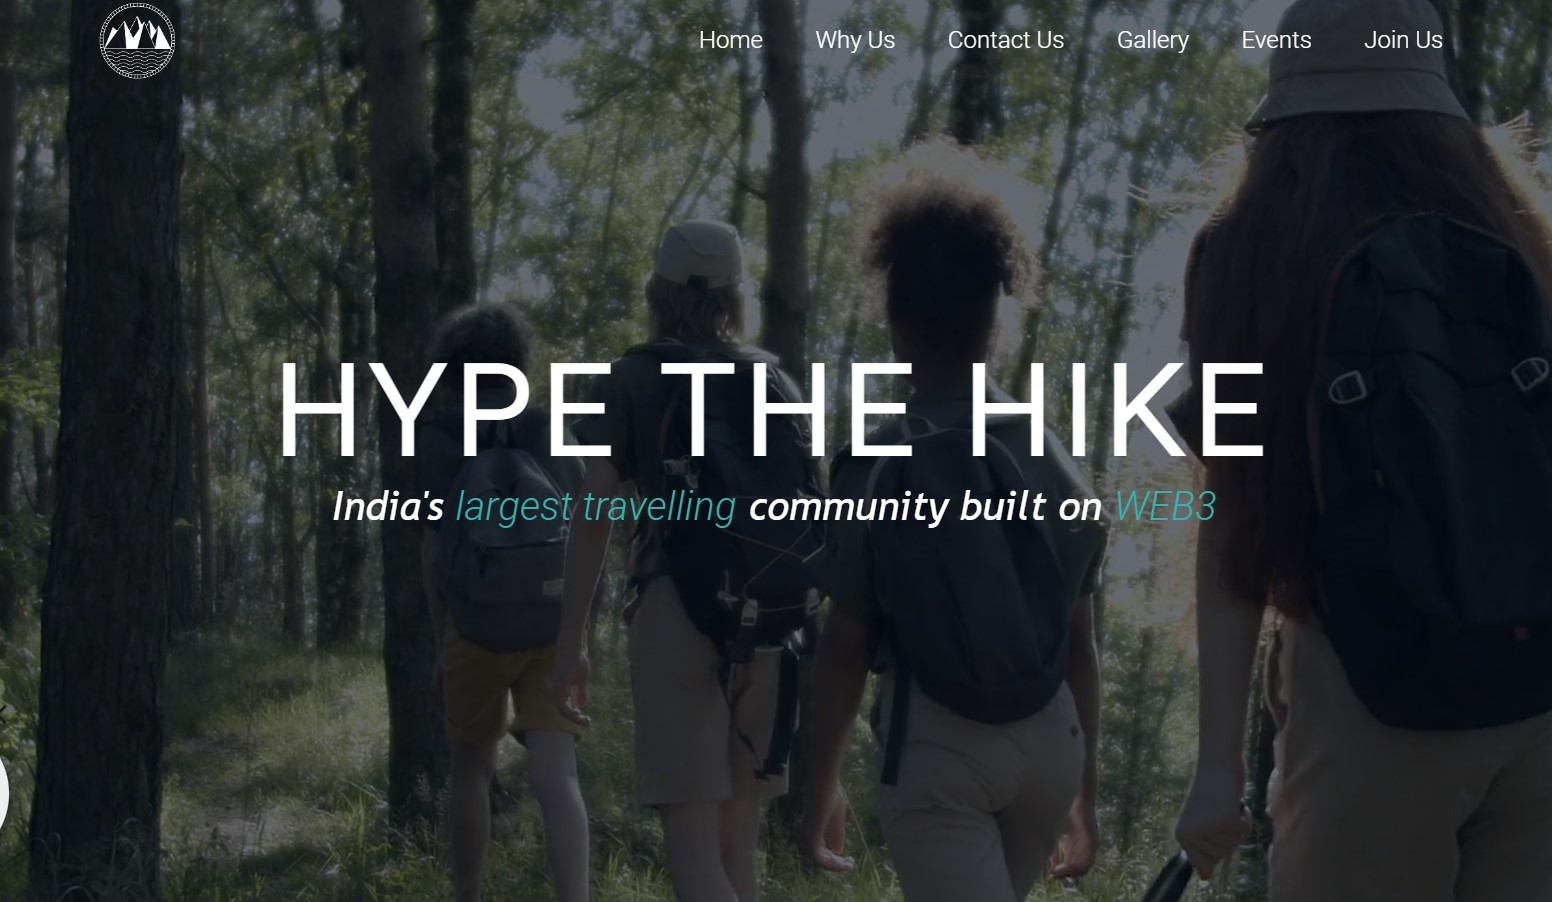 Home Why Us Contact Us Gallery Events Join Us
HYPE THE HIKE
India's largest travelling community built on WEB3